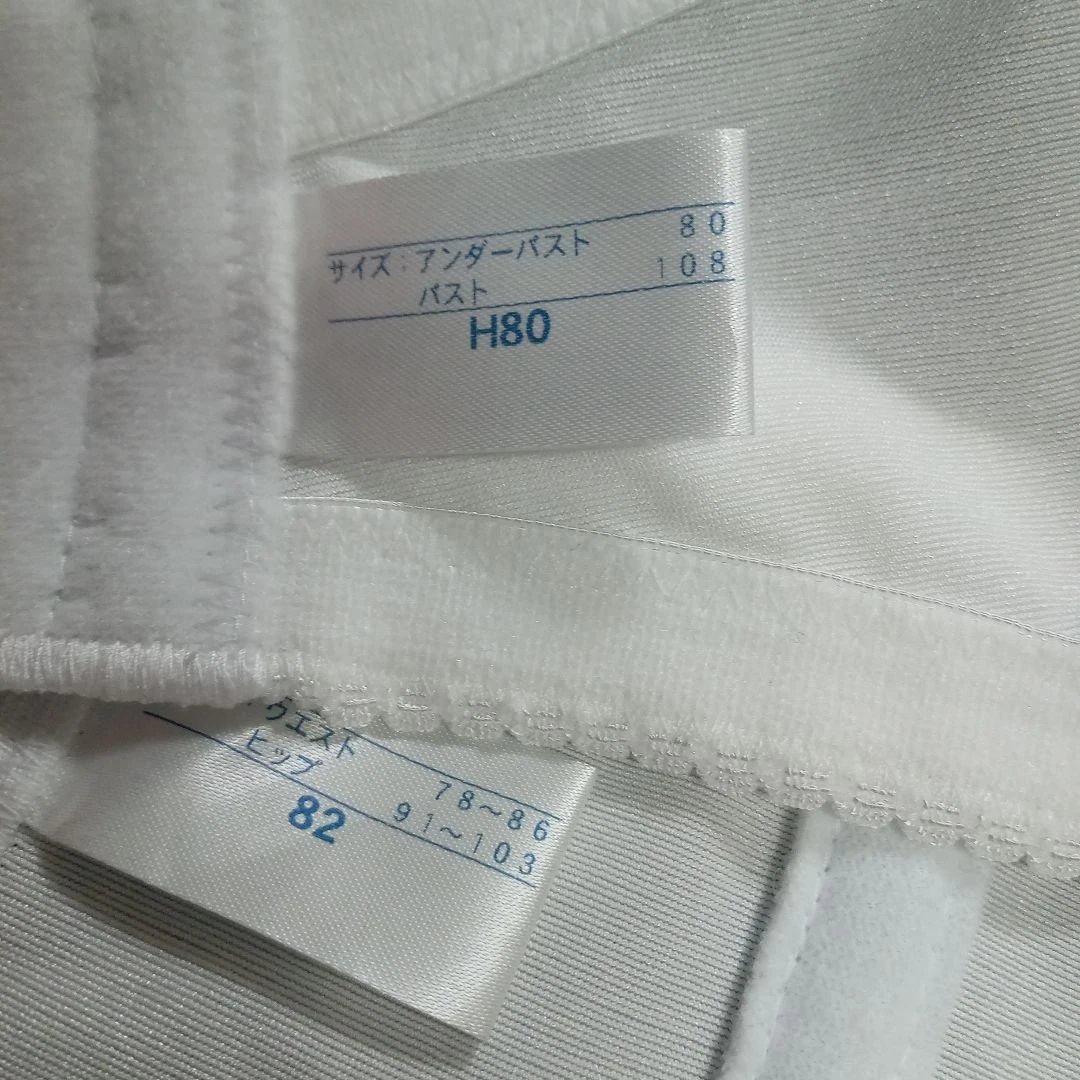 サイズ：アンダーバスト 80
バスト 108
H80
ウエスト 78～86
ヒップ 91～103
82